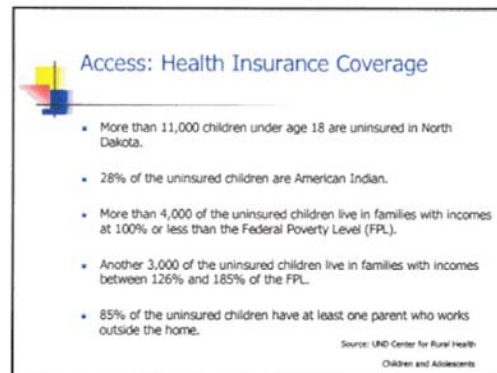 Access: Health Insurance Coverage
▪ More than 11,000 children under age 18 are uninsured in North
Dakota.
▪ 28% of the uninsured children are American Indian.
▪ More than 4,000 of the uninsured children live in families with incomes
at 100% or less than the Federal Poverty Level (FPL).
▪ Another 3,000 of the uninsured children live in families with incomes
between 126% and 185% of the FPL.
▪ 85% of the uninsured children have at least one parent who works
outside the home.
Source: UND Center for Rural Health
Children and Adolescents